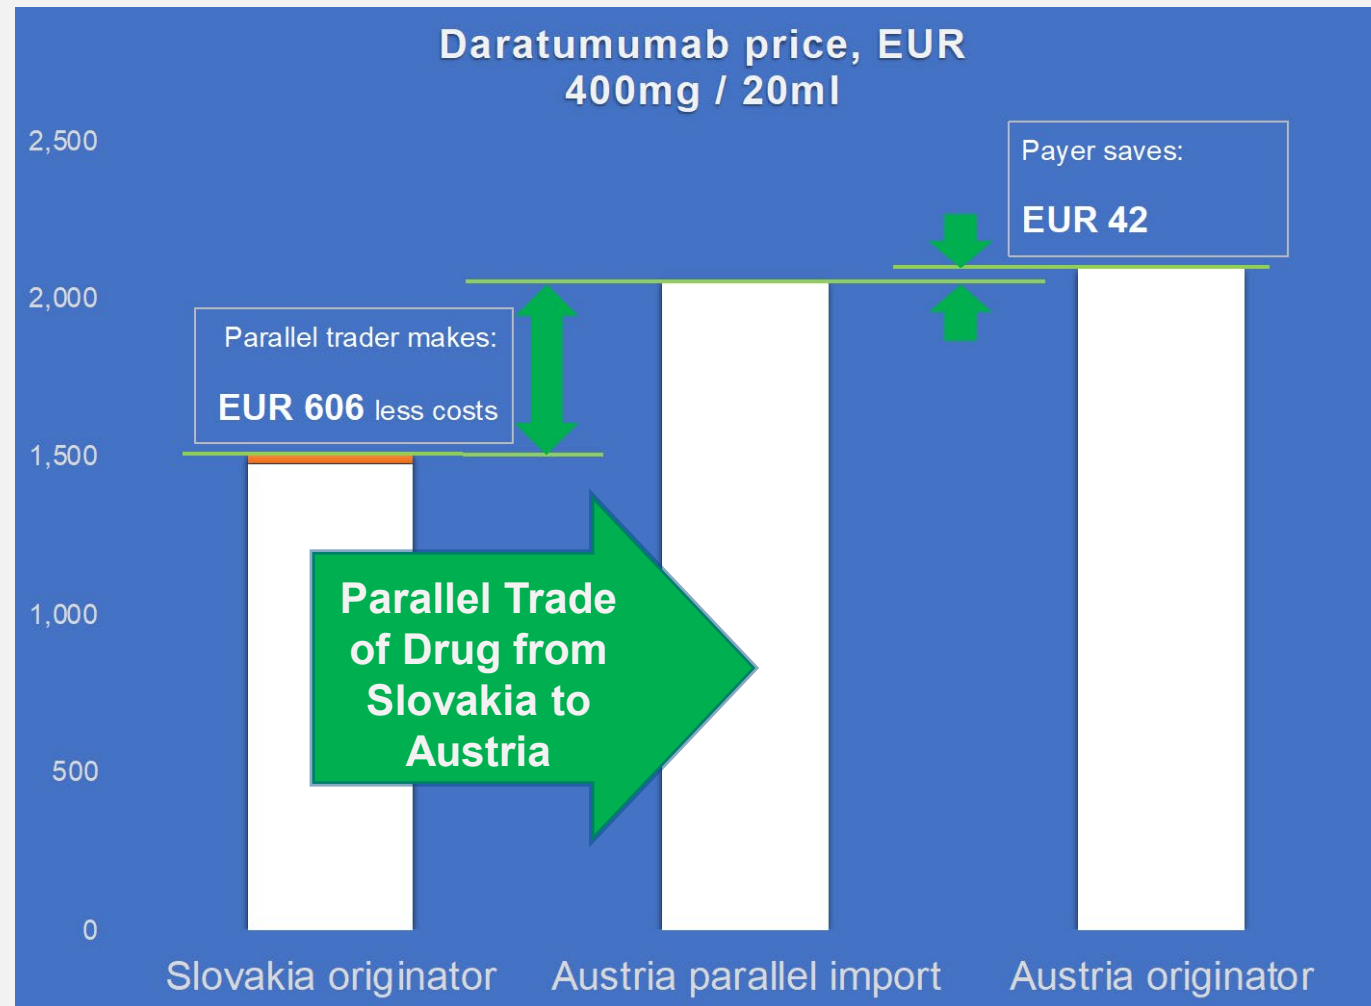 Daratumumab price, EUR
400mg / 20ml
2,500
2,000
1,500
1,000
500
0
Payer saves:
EUR 42
Parallel trader makes:
EUR 606 less costs
Parallel Trade
of Drug from
Slovakia to
Austria
Slovakia originator
Austria parallel import
Austria originator